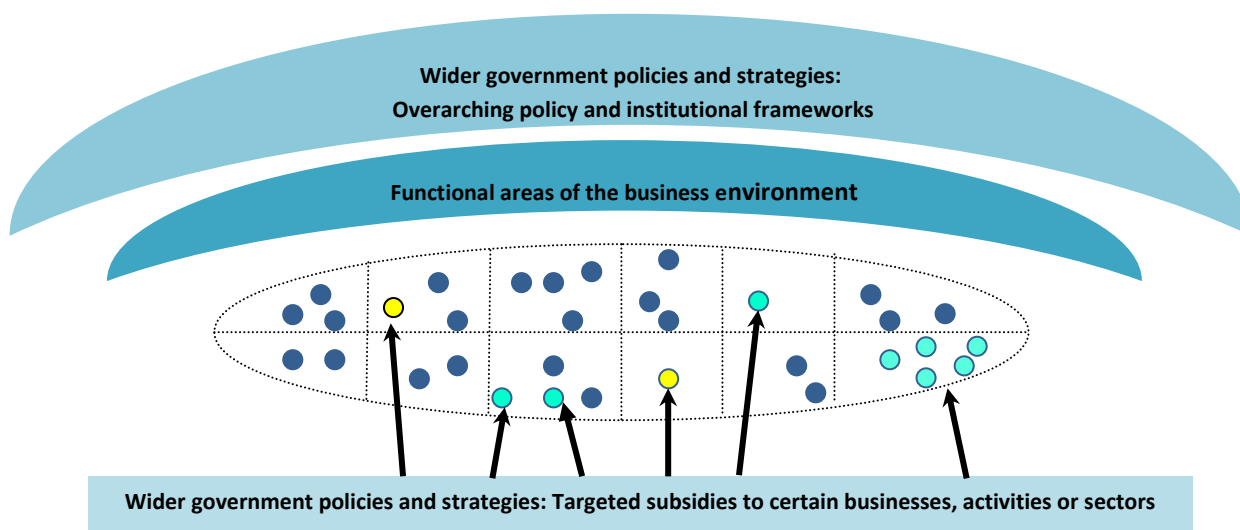 Wider government policies and strategies:
Overarching policy and institutional frameworks
Functional areas of the business environment
Wider government policies and strategies: Targeted subsidies to certain businesses, activities or sectors